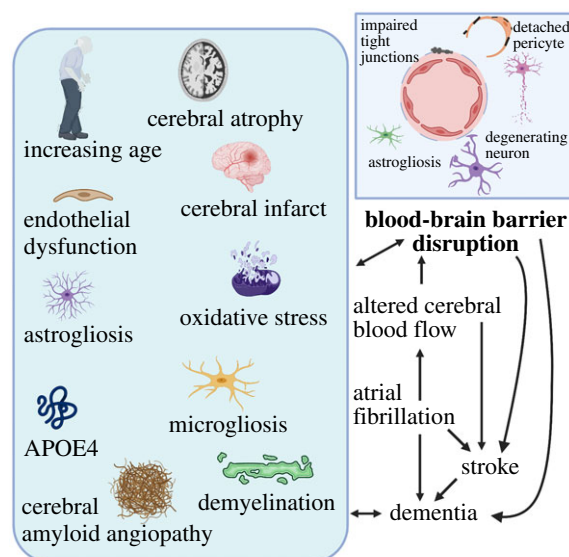 increasing age
cerebral atrophy
endothelial
dysfunction
cerebral infarct
astrogliosis
oxidative stress
APOE4
microgliosis
cerebral
amyloid angiopathy
demyelination
impaired
tight
junctions
detached
pericyte
astrogliosis
degenerating
neuron
blood-brain barrier
disruption
altered cerebral
blood flow
atrial
fibrillation
stroke
dementia